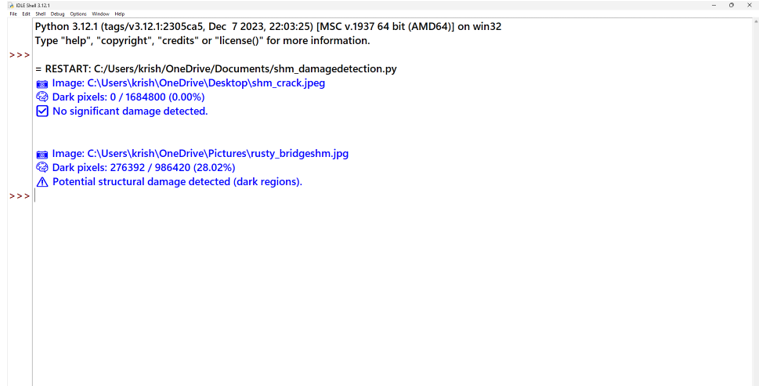 IDLE Shell 3.12.1
File Edit Shell Debug Options Window Help
Python 3.12.1 (tags/v3.12.1:2305ca5, Dec  7 2023, 22:03:25) [MSC v.1937 64 bit (AMD64)] on win32
Type "help", "copyright", "credits" or "license()" for more information.
>>>
= RESTART: C:/Users/krish/OneDrive/Documents/shm_damagedetection.py
📷 Image: C:\Users\krish\OneDrive\Desktop\shm_crack.jpeg
Dark pixels: 0 / 1684800 (0.00%)
☑ No significant damage detected.
📷 Image: C:\Users\krish\OneDrive\Pictures\rusty_bridgeshm.jpg
Dark pixels: 276392 / 986420 (28.02%)
⚠ Potential structural damage detected (dark regions).
>>>